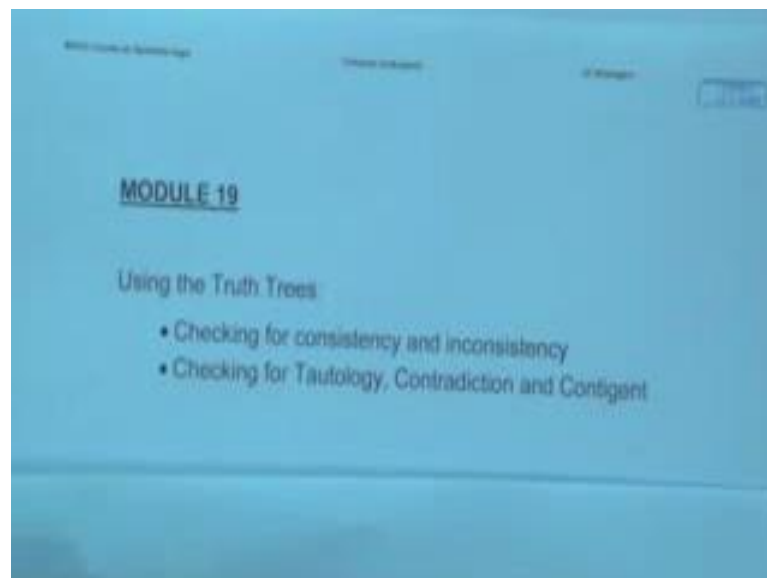 MODULE 19
Using the Truth Trees
• Checking for consistency and inconsistency
• Checking for Tautology, Contradiction and Contigent